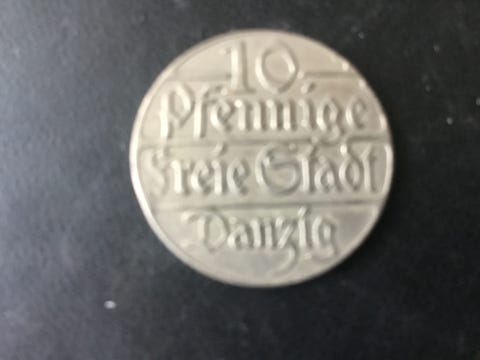 10
Pfennige
Freie Stadt
Danzig